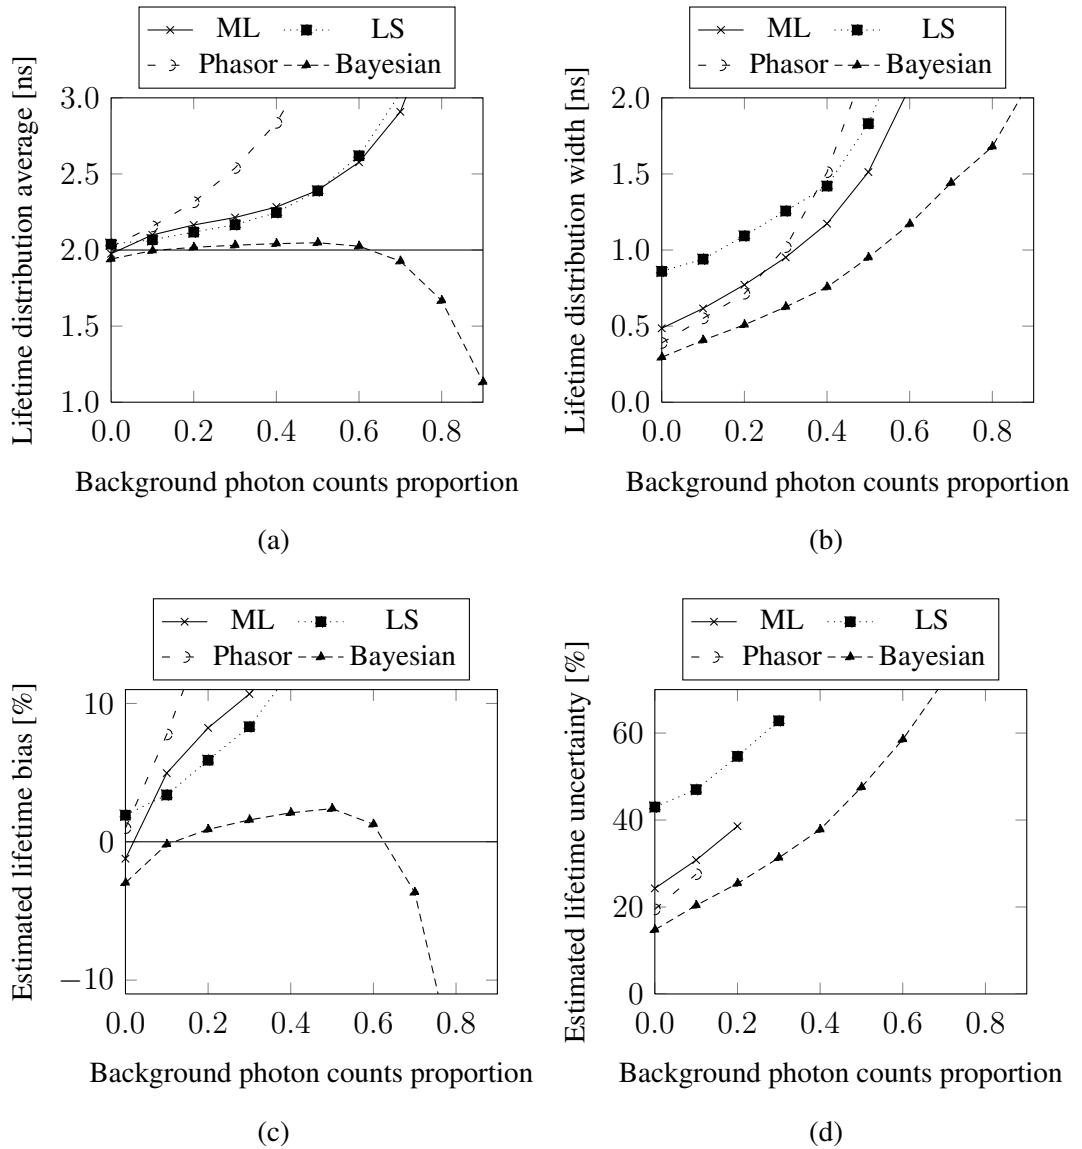 ML LS
Phasor Bayesian
Lifetime distribution average [ns]
3.0
2.5
2.0
1.5
1.0
0.0 0.2 0.4 0.6 0.8
Background photon counts proportion
(a)
ML LS
Phasor Bayesian
Lifetime distribution width [ns]
2.0
1.5
1.0
0.5
0.0
0.0 0.2 0.4 0.6 0.8
Background photon counts proportion
(b)
ML LS
Phasor Bayesian
Estimated lifetime bias [%]
10
0
−10
0.0 0.2 0.4 0.6 0.8
Background photon counts proportion
(c)
ML LS
Phasor Bayesian
Estimated lifetime uncertainty [%]
60
40
20
0
0.0 0.2 0.4 0.6 0.8
Background photon counts proportion
(d)